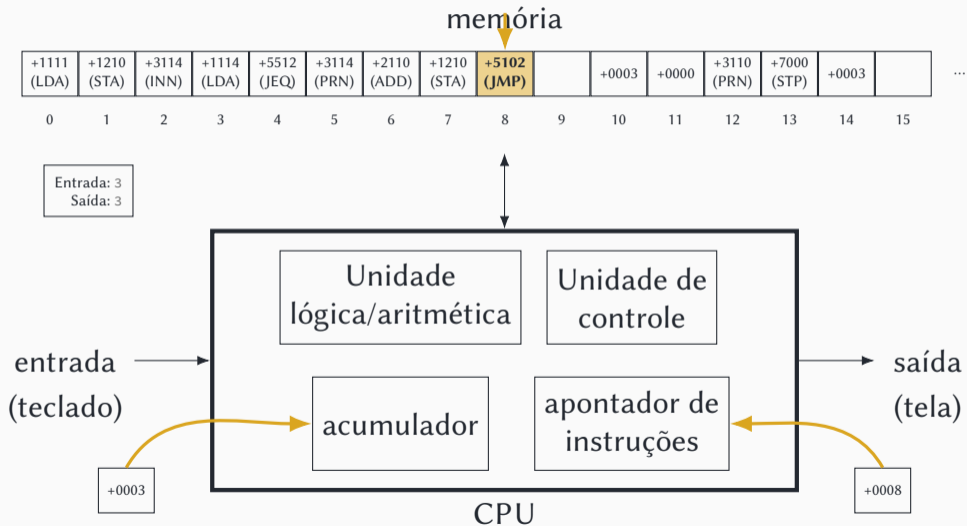 memória
+1111 +1210 +3114 +1114 +5512 +3114 +2110 +1210 +5102 +0003 +0000 +3110 +7000 +0003 ...
(LDA) (STA) (INN) (LDA) (JEQ) (PRN) (ADD) (STA) (JMP) (PRN) (STP)
0 1 2 3 4 5 6 7 8 9 10 11 12 13 14 15
Entrada: 3
Saída: 3
Unidade
lógica/aritmética
Unidade de
controle
entrada
(teclado)
saída
(tela)
acumulador
apontador de
instruções
+0003
+0008
CPU